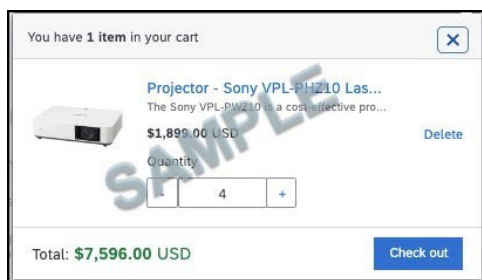 You have 1 item in your cart
Projector - Sony VPL-PHZ10 Las...
The Sony VPL-PWZ10 is a cost-effective pro...
$1,899.00 USD
Delete
Quantity
- 4 +
Total: $7,596.00 USD
Check out
SAMPLE